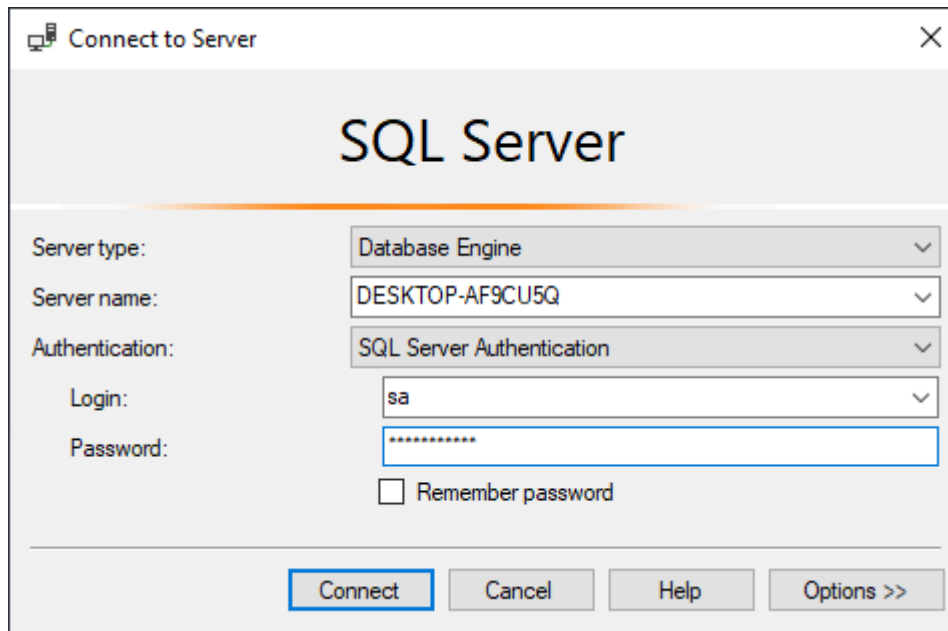 Connect to Server
SQL Server
Server type: Database Engine
Server name: DESKTOP-AF9CU5Q
Authentication: SQL Server Authentication
Login: sa
Password: ***********
Remember password
Connect Cancel Help Options >>